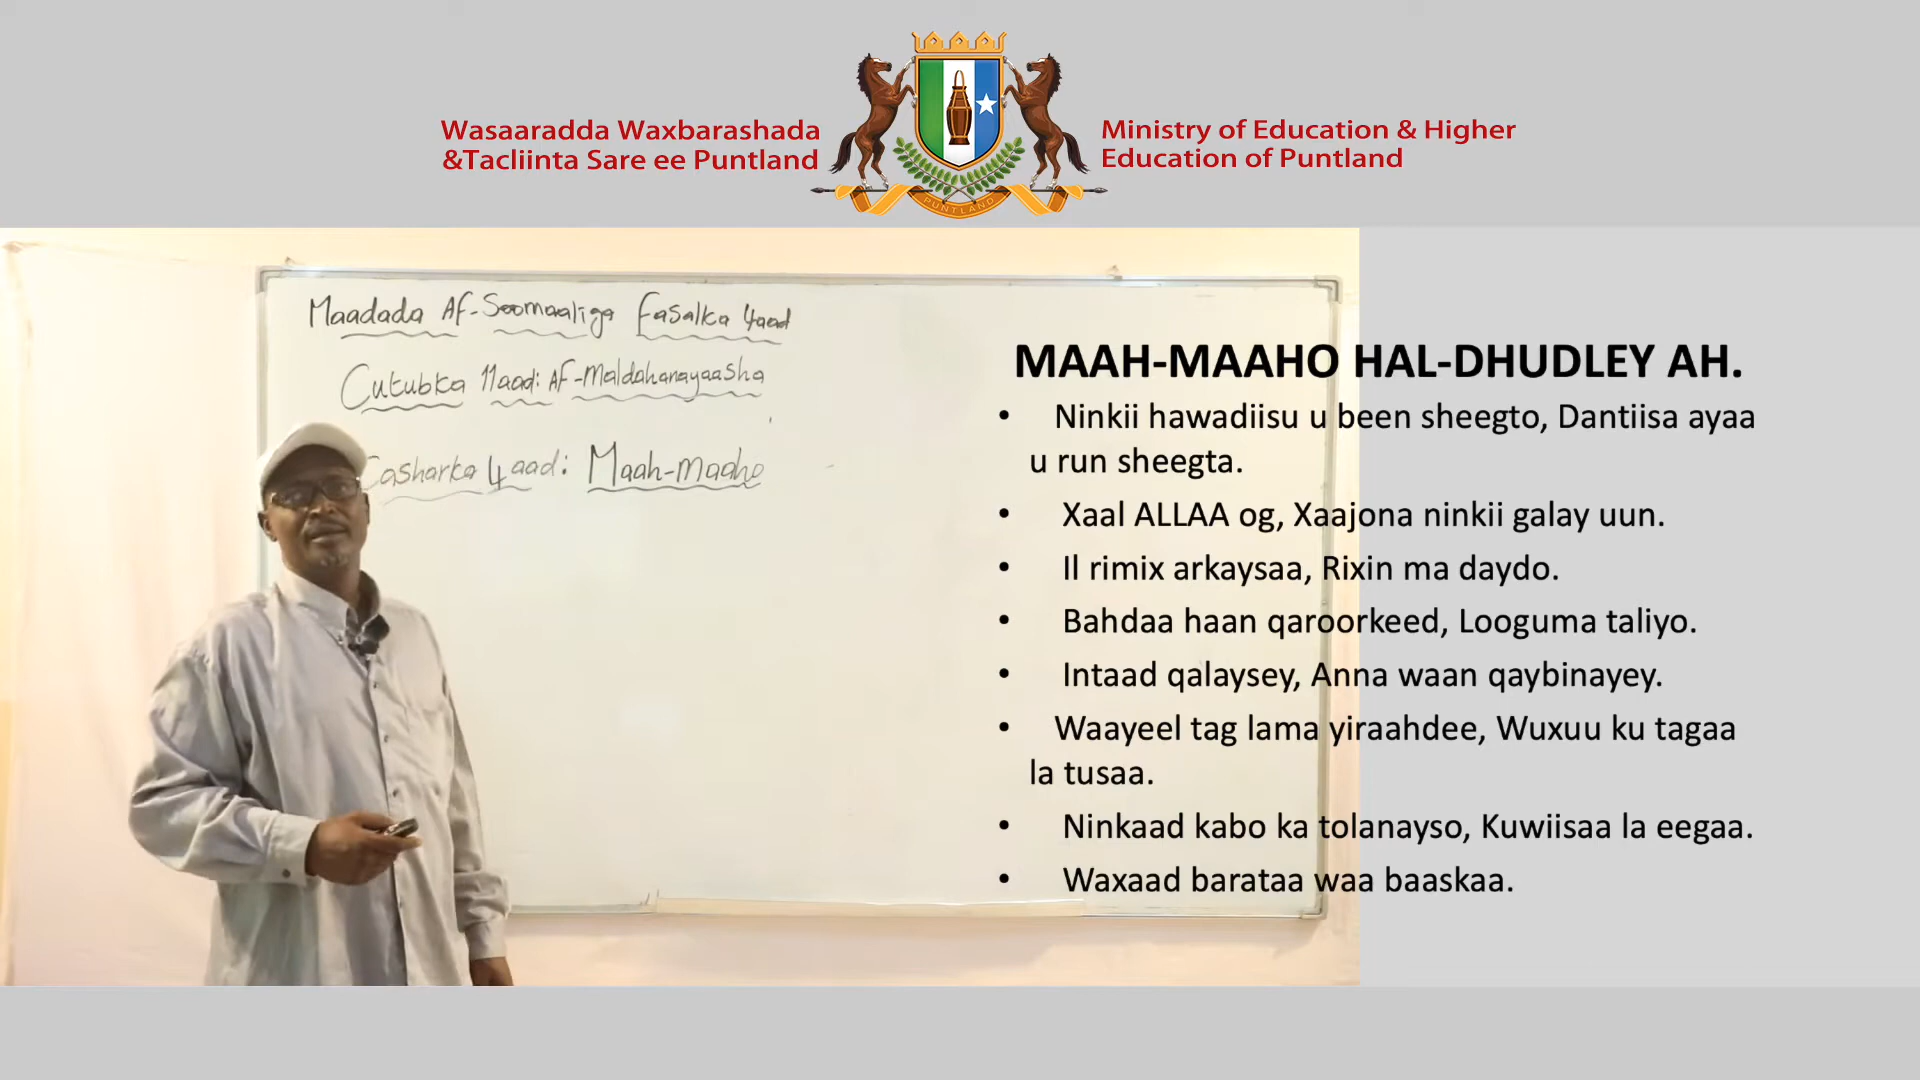 Wasaaradda Waxbarashada
&Tacliinta Sare ee Puntland
Ministry of Education & Higher
Education of Puntland
PUNTLAND
Maadada Af-Soomaaliga Fasalka 4aad
Cutubka 11aad: Af-Maldahanayaasha
Casharka 4aad: Maah-maaho
MAAH-MAAHO HAL-DHUDLEY AH.
• Ninkii hawadiisu u been sheegto, Dantiisa ayaa
u run sheegta.
• Xaal ALLAA og, Xaajona ninkii galay uun.
• Il rimix arkaysaa, Rixin ma daydo.
• Bahdaa haan qaroorkeed, Looguma taliyo.
• Intaad qalaysey, Anna waan qaybinayey.
• Waayeel tag lama yiraahdee, Wuxuu ku tagaa
la tusaa.
• Ninkaad kabo ka tolanayso, Kuwiisaa la eegaa.
• Waxaad barataa waa baaskaa.